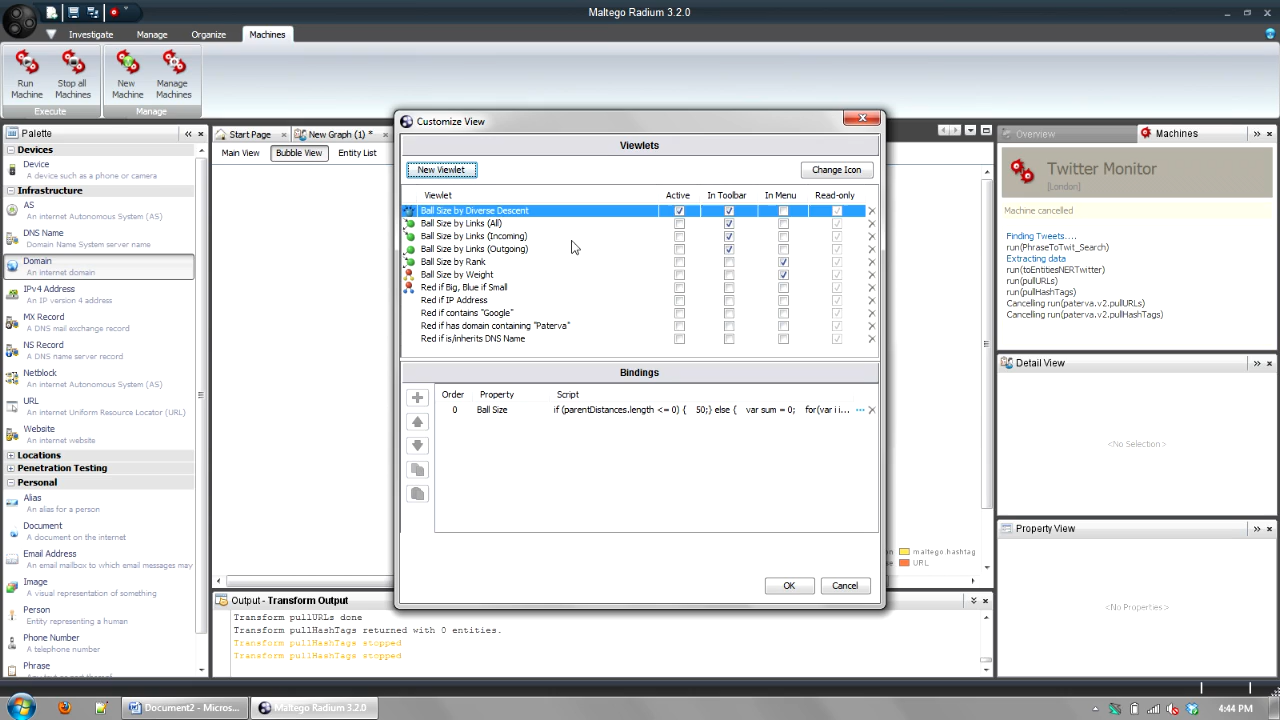 Maltego Radium 3.2.0
Investigate Manage Organize Machines
Run Machine
Stop all Machines
New Machine
Manage Machines
Execute
Manage
Palette
Devices
Device
A device such as a phone or camera
Infrastructure
AS
An internet Autonomous System (AS)
DNS Name
Domain Name System server name
Domain
An internet domain
IPv4 Address
An IP version 4 address
MX Record
A DNS mail exchange record
NS Record
A DNS name server record
Netblock
An internet Autonomous System (AS)
URL
An internet Uniform Resource Locator (URL)
Website
An internet website
Locations
Penetration Testing
Personal
Alias
An alias for a person
Document
A document on the internet
Email Address
An email mailbox to which email messages may
Image
A visual representation of something
Person
Entity representing a human
Phone Number
A telephone number
Phrase
Start Page
New Graph (1) *
Main View Bubble View Entity List
Customize View
Viewlets
New Viewlet
Change Icon
Viewlet Active In Toolbar In Menu Read-only
Ball Size by Diverse Descent
Ball Size by Links (All)
Ball Size by Links (Incoming)
Ball Size by Links (Outgoing)
Ball Size by Rank
Ball Size by Weight
Red if Big, Blue if Small
Red if IP Address
Red if contains "Google"
Red if has domain containing "Paterva"
Red if is/inherits DNS Name
Bindings
Order Property Script
0 Ball Size if (parentDistances.length <= 0) { 50;} else { var sum = 0; for(var i i... ...
OK Cancel
maltego hashtag
URL
Output - Transform Output
Transform pullURLs done
Transform pullHashTags returned with 0 entities.
Transform pullHashTags stopped
Transform pullHashTags stopped
Overview
Machines
Twitter Monitor
[London]
Machine cancelled
Finding Tweets....
run(PhraseToTwit_Search)
Extracting data
run(toEntitiesNERTwitter)
run(pullURLs)
run(pullHashTags)
Cancelling run(paterva.v2.pullURLs)
Cancelling run(paterva.v2.pullHashTags)
Detail View
<No Selection>
Property View
<No Properties>
Document2 - Micros...
Maltego Radium 3.2.0
4:44 PM